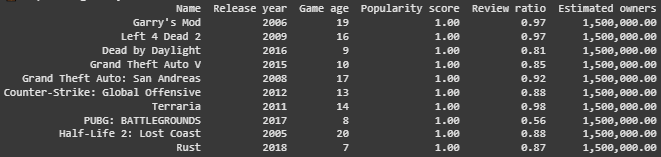 Name Release year Game age Popularity score Review ratio Estimated owners
Garry's Mod 2006 19 1.00 0.97 1,500,000.00
Left 4 Dead 2 2009 16 1.00 0.97 1,500,000.00
Dead by Daylight 2016 9 1.00 0.81 1,500,000.00
Grand Theft Auto V 2015 10 1.00 0.85 1,500,000.00
Grand Theft Auto: San Andreas 2008 17 1.00 0.92 1,500,000.00
Counter-Strike: Global Offensive 2012 13 1.00 0.88 1,500,000.00
Terraria 2011 14 1.00 0.98 1,500,000.00
PUBG: BATTLEGROUNDS 2017 8 1.00 0.56 1,500,000.00
Half-Life 2: Lost Coast 2005 20 1.00 0.88 1,500,000.00
Rust 2018 7 1.00 0.87 1,500,000.00